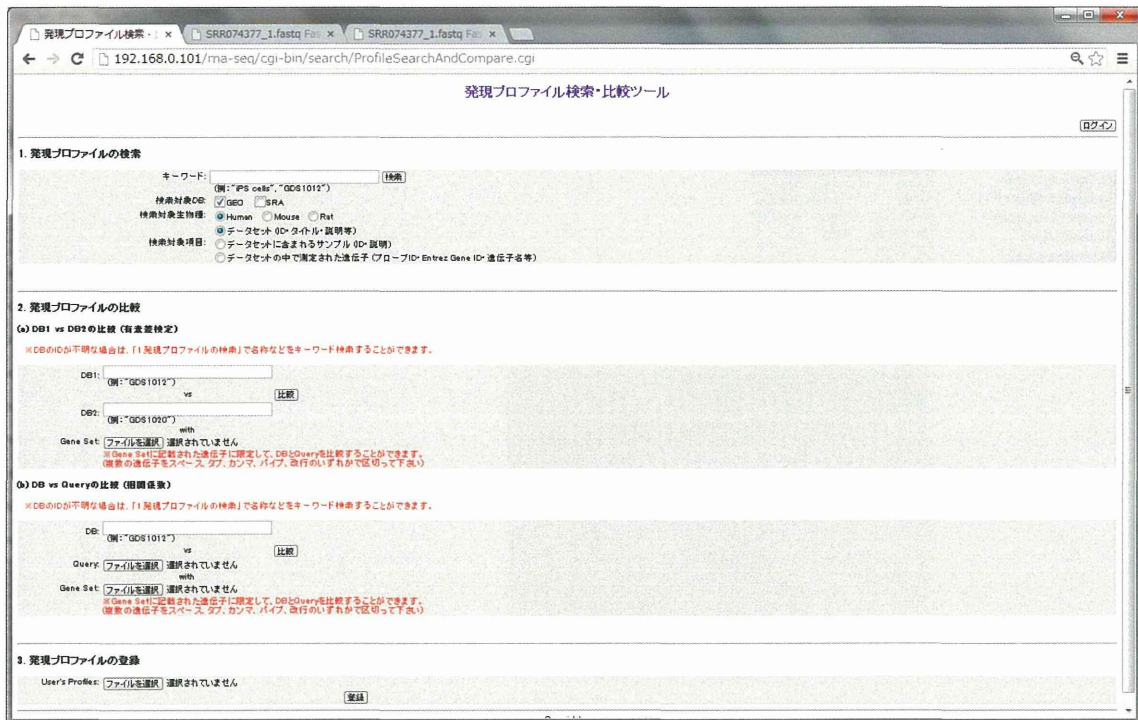 発現プロファイル検索・ × SRR074377_1.fastq Fas × SRR074377_1.fastq Fas ×
192.168.0.101/rna-seq/cgi-bin/search/ProfileSearchAndCompare.cgi
発現プロファイル検索・比較ツール
ログイン
1. 発現プロファイルの検索
キーワード: 検索
(例:"iPS cells", "GDS1012")
検索対象DB: GEO SRA
検索対象生物種: Human Mouse Rat
検索対象項目: データセット (ID・タイトル・説明等)
データセットに含まれるサンプル (ID・説明)
データセットの中で測定された遺伝子 (プローブID・Entrez Gene ID・遺伝子名等)
2. 発現プロファイルの比較
(a) DB1 vs DB2の比較 (有意差検定)
※DBのIDが不明な場合は、「1.発現プロファイルの検索」で名称などをキーワード検索することができます。
DB1:
(例:"GDS1012")
vs 比較
DB2:
(例:"GDS1020")
with
Gene Set: ファイルを選択 選択されていません
※Gene Setに記載された遺伝子に限定して、DBとQueryを比較することができます。
(複数の遺伝子をスペース、タブ、カンマ、パイプ、改行のいずれかで区切って下さい)
(b) DB vs Queryの比較 (相関係数)
※DBのIDが不明な場合は、「1.発現プロファイルの検索」で名称などをキーワード検索することができます。
DB:
(例:"GDS1012")
vs 比較
Query: ファイルを選択 選択されていません
with
Gene Set: ファイルを選択 選択されていません
※Gene Setに記載された遺伝子に限定して、DBとQueryを比較することができます。
(複数の遺伝子をスペース、タブ、カンマ、パイプ、改行のいずれかで区切って下さい)
3. 発現プロファイルの登録
User's Profiles: ファイルを選択 選択されていません
登録